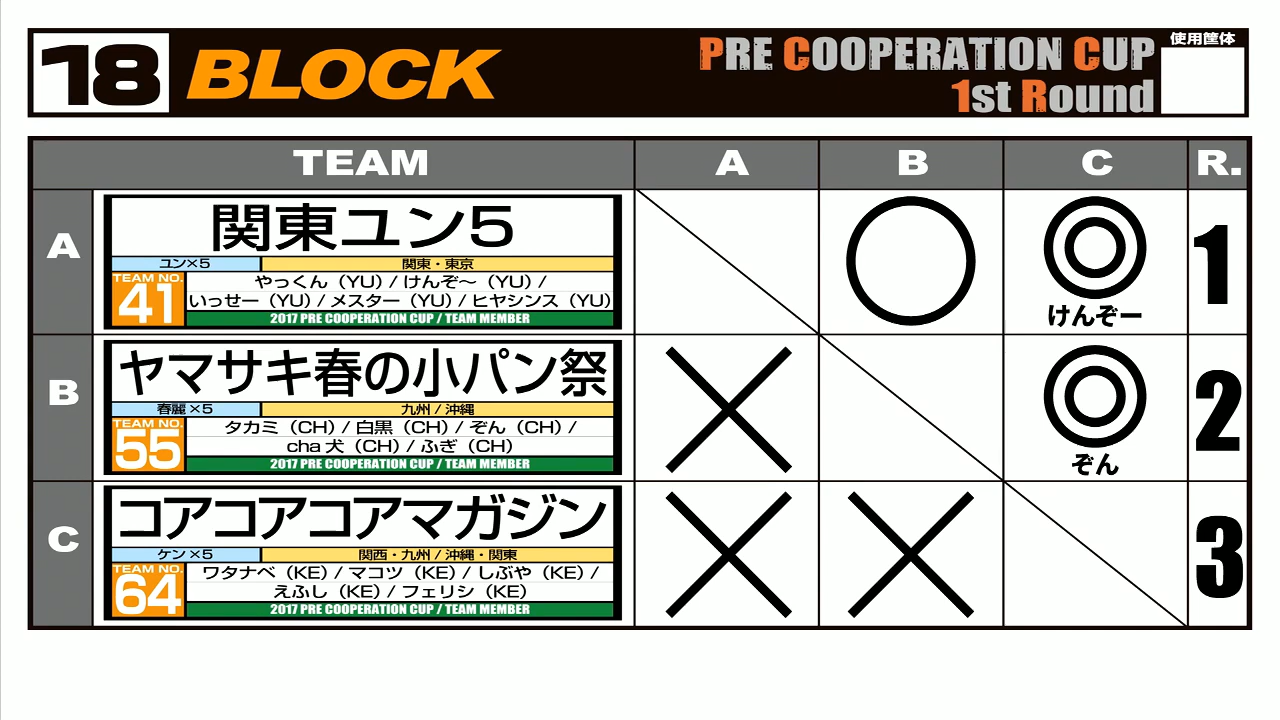 18 BLOCK
PRE COOPERATION CUP
1st Round
使用筐体
TEAM A B C R.
A
関東ユン5
ユン×5 関東・東京
TEAM NO.
41
やっくん（YU）/ けんぞ～（YU）/
いっせー（YU）/ メスター（YU）/ ヒヤシンス（YU）
2017 PRE COOPERATION CUP / TEAM MEMBER
○ ◎
けんぞー
1
B
ヤマサキ春の小パン祭
春麗×5 九州 / 沖縄
TEAM NO.
55
タカミ（CH）/ 白黒（CH）/ ぞん（CH）/
cha 犬（CH）/ ふぎ（CH）
2017 PRE COOPERATION CUP / TEAM MEMBER
× ◎
ぞん
2
C
コアコアコアマガジン
ケン×5 関西・九州 / 沖縄・関東
TEAM NO.
64
ワタナベ（KE）/ マコツ（KE）/ しぶや（KE）/
えふし（KE）/ フェリシ（KE）
2017 PRE COOPERATION CUP / TEAM MEMBER
× ×
3